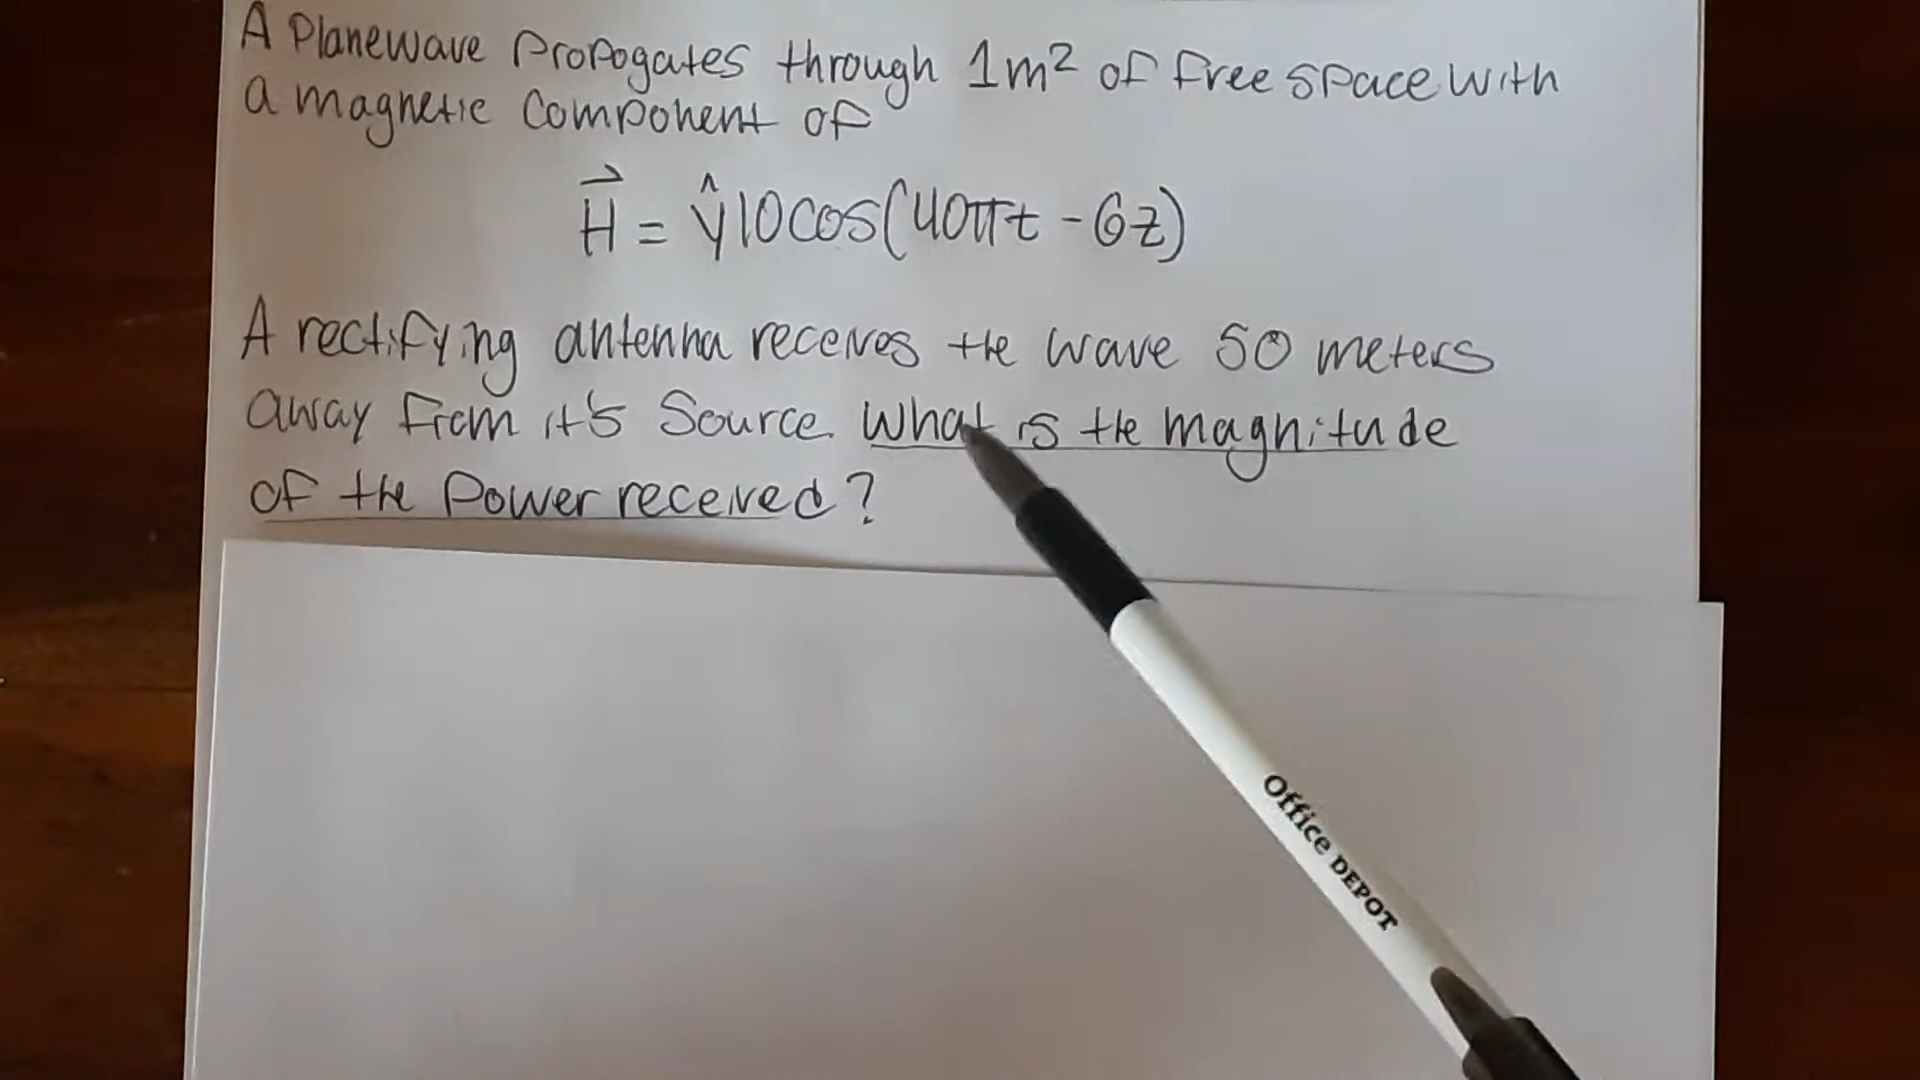 A Planewave Propogates through 1m² of free space with
a magnetic component of
H⃗ = ŷ10cos(40πt - 6z)
A rectifying antenna receives the wave 50 meters
away from it's Source. What is the magnitude
of the Power received?
Office DEPOT